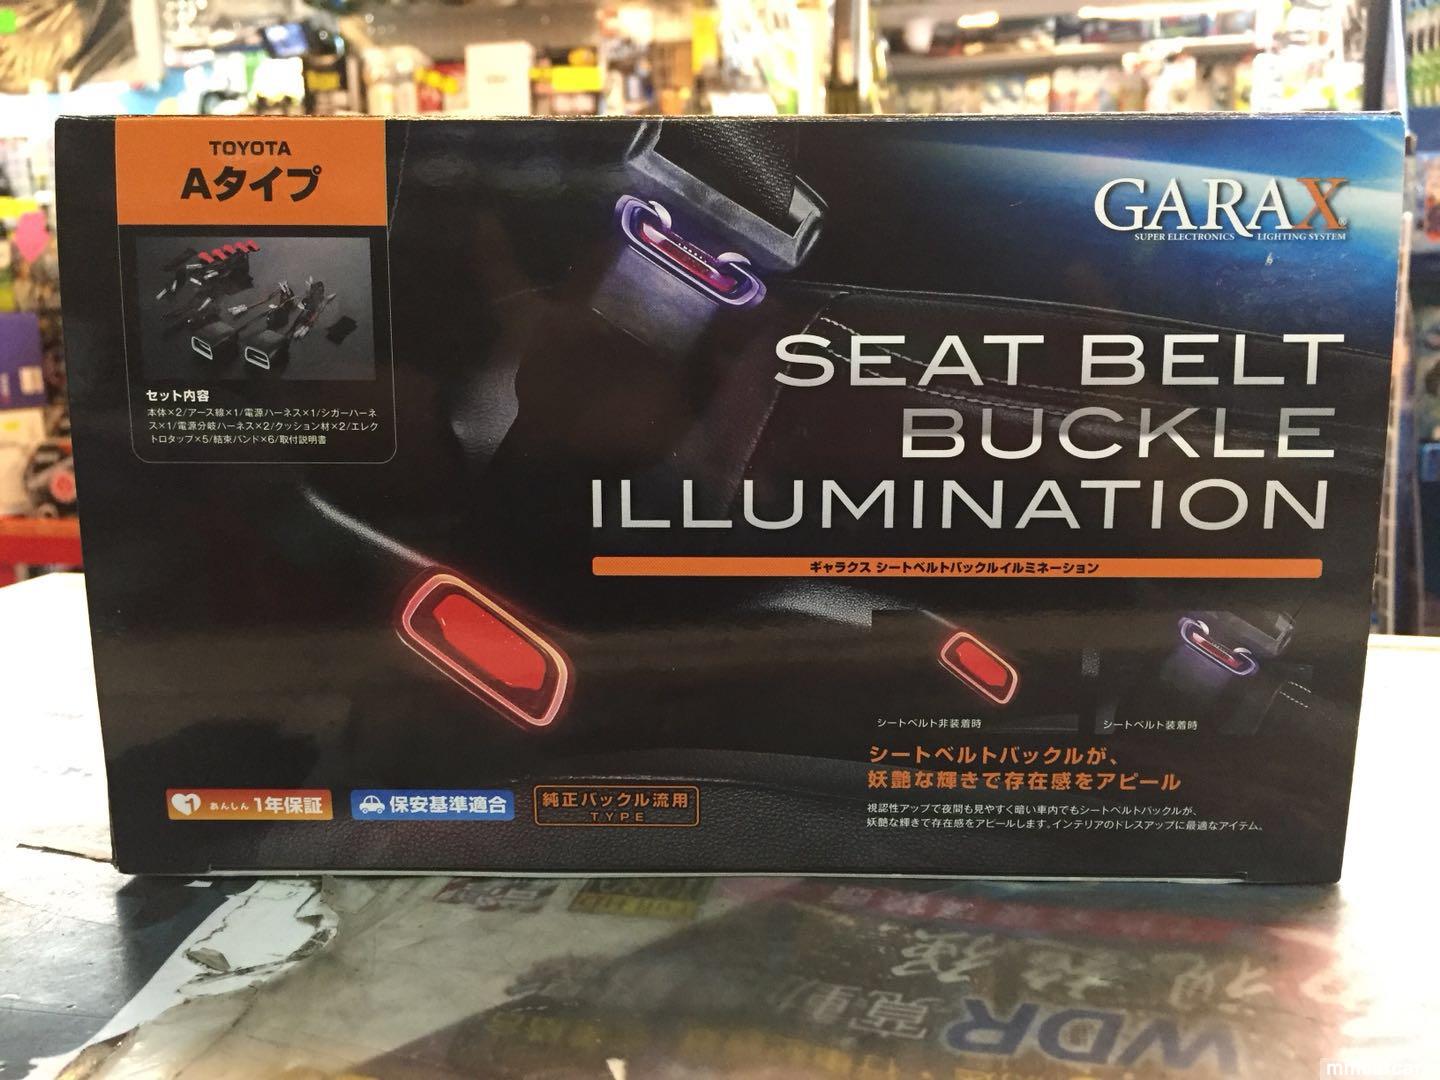 TOYOTA
Aタイプ
セット内容
本体×2/アース線×1/電源ハーネス×1/シガーハーネ
ス×1/電源分岐ハーネス×2/クッション材×2/エレク
トロタップ×5/結束バンド×6/取付説明書
GARAX
SUPER ELECTRONICS LIGHTING SYSTEM
SEAT BELT
BUCKLE
ILLUMINATION
ギャラクス シートベルトバックルイルミネーション
シートベルト非装着時
シートベルト装着時
シートベルトバックルが、
妖艶な輝きで存在感をアピール
視認性アップで夜間も見やすく暗い車内でもシートベルトバックルが、
妖艶な輝きで存在感をアピールします。インテリアのドレスアップに最適なアイテム。
1 あんしん 1年保証
保安基準適合
純正バックル流用
TYPE
WDR